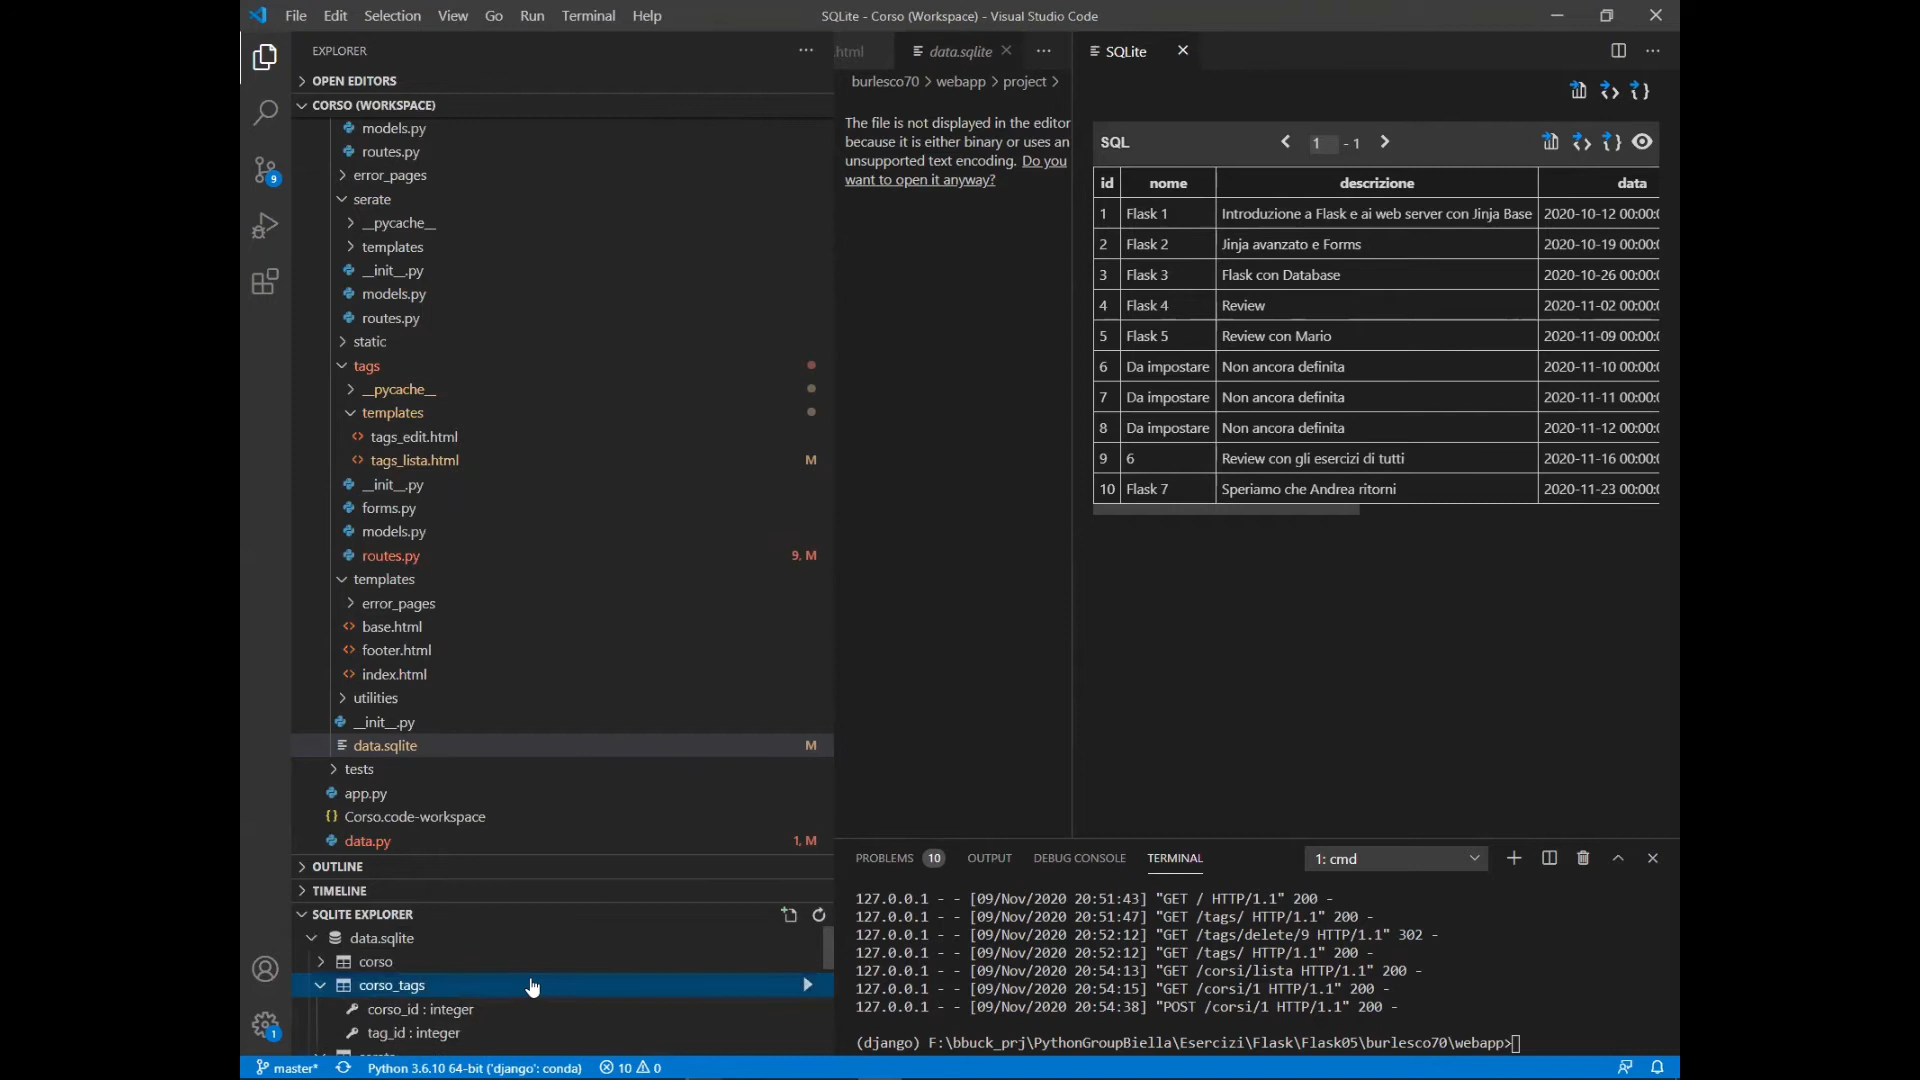 File Edit Selection View Go Run Terminal Help
SQLite - Corso (Workspace) - Visual Studio Code
EXPLORER
OPEN EDITORS
CORSO (WORKSPACE)
models.py
routes.py
error_pages
serate
__pycache__
templates
__init__.py
models.py
routes.py
static
tags
__pycache__
templates
tags_edit.html
tags_lista.html M
__init__.py
forms.py
models.py
routes.py 9, M
templates
error_pages
base.html
footer.html
index.html
utilities
__init__.py
data.sqlite M
tests
app.py
Corso.code-workspace
data.py 1, M
OUTLINE
TIMELINE
SQLITE EXPLORER
data.sqlite
corso
corso_tags
corso_id : integer
tag_id : integer
9
1
.html data.sqlite
burlesco70 > webapp > project >
The file is not displayed in the editor
because it is either binary or uses an
unsupported text encoding. Do you
want to open it anyway?
SQLite
SQL < 1 - 1 >
id nome descrizione data
1 Flask 1 Introduzione a Flask e ai web server con Jinja Base 2020-10-12 00:00:0
2 Flask 2 Jinja avanzato e Forms 2020-10-19 00:00:0
3 Flask 3 Flask con Database 2020-10-26 00:00:0
4 Flask 4 Review 2020-11-02 00:00:0
5 Flask 5 Review con Mario 2020-11-09 00:00:0
6 Da impostare Non ancora definita 2020-11-10 00:00:0
7 Da impostare Non ancora definita 2020-11-11 00:00:0
8 Da impostare Non ancora definita 2020-11-12 00:00:0
9 6 Review con gli esercizi di tutti 2020-11-16 00:00:0
10 Flask 7 Speriamo che Andrea ritorni 2020-11-23 00:00:0
PROBLEMS 10 OUTPUT DEBUG CONSOLE TERMINAL 1: cmd
127.0.0.1 - - [09/Nov/2020 20:51:43] "GET / HTTP/1.1" 200 -
127.0.0.1 - - [09/Nov/2020 20:51:47] "GET /tags/ HTTP/1.1" 200 -
127.0.0.1 - - [09/Nov/2020 20:52:12] "GET /tags/delete/9 HTTP/1.1" 302 -
127.0.0.1 - - [09/Nov/2020 20:52:12] "GET /tags/ HTTP/1.1" 200 -
127.0.0.1 - - [09/Nov/2020 20:54:13] "GET /corsi/lista HTTP/1.1" 200 -
127.0.0.1 - - [09/Nov/2020 20:54:15] "GET /corsi/1 HTTP/1.1" 200 -
127.0.0.1 - - [09/Nov/2020 20:54:38] "POST /corsi/1 HTTP/1.1" 200 -
(django) F:\bbuck_prj\PythonGroupBiella\Esercizi\Flask\Flask05\burlesco70\webapp>
master* Python 3.6.10 64-bit ('django': conda) 10 0